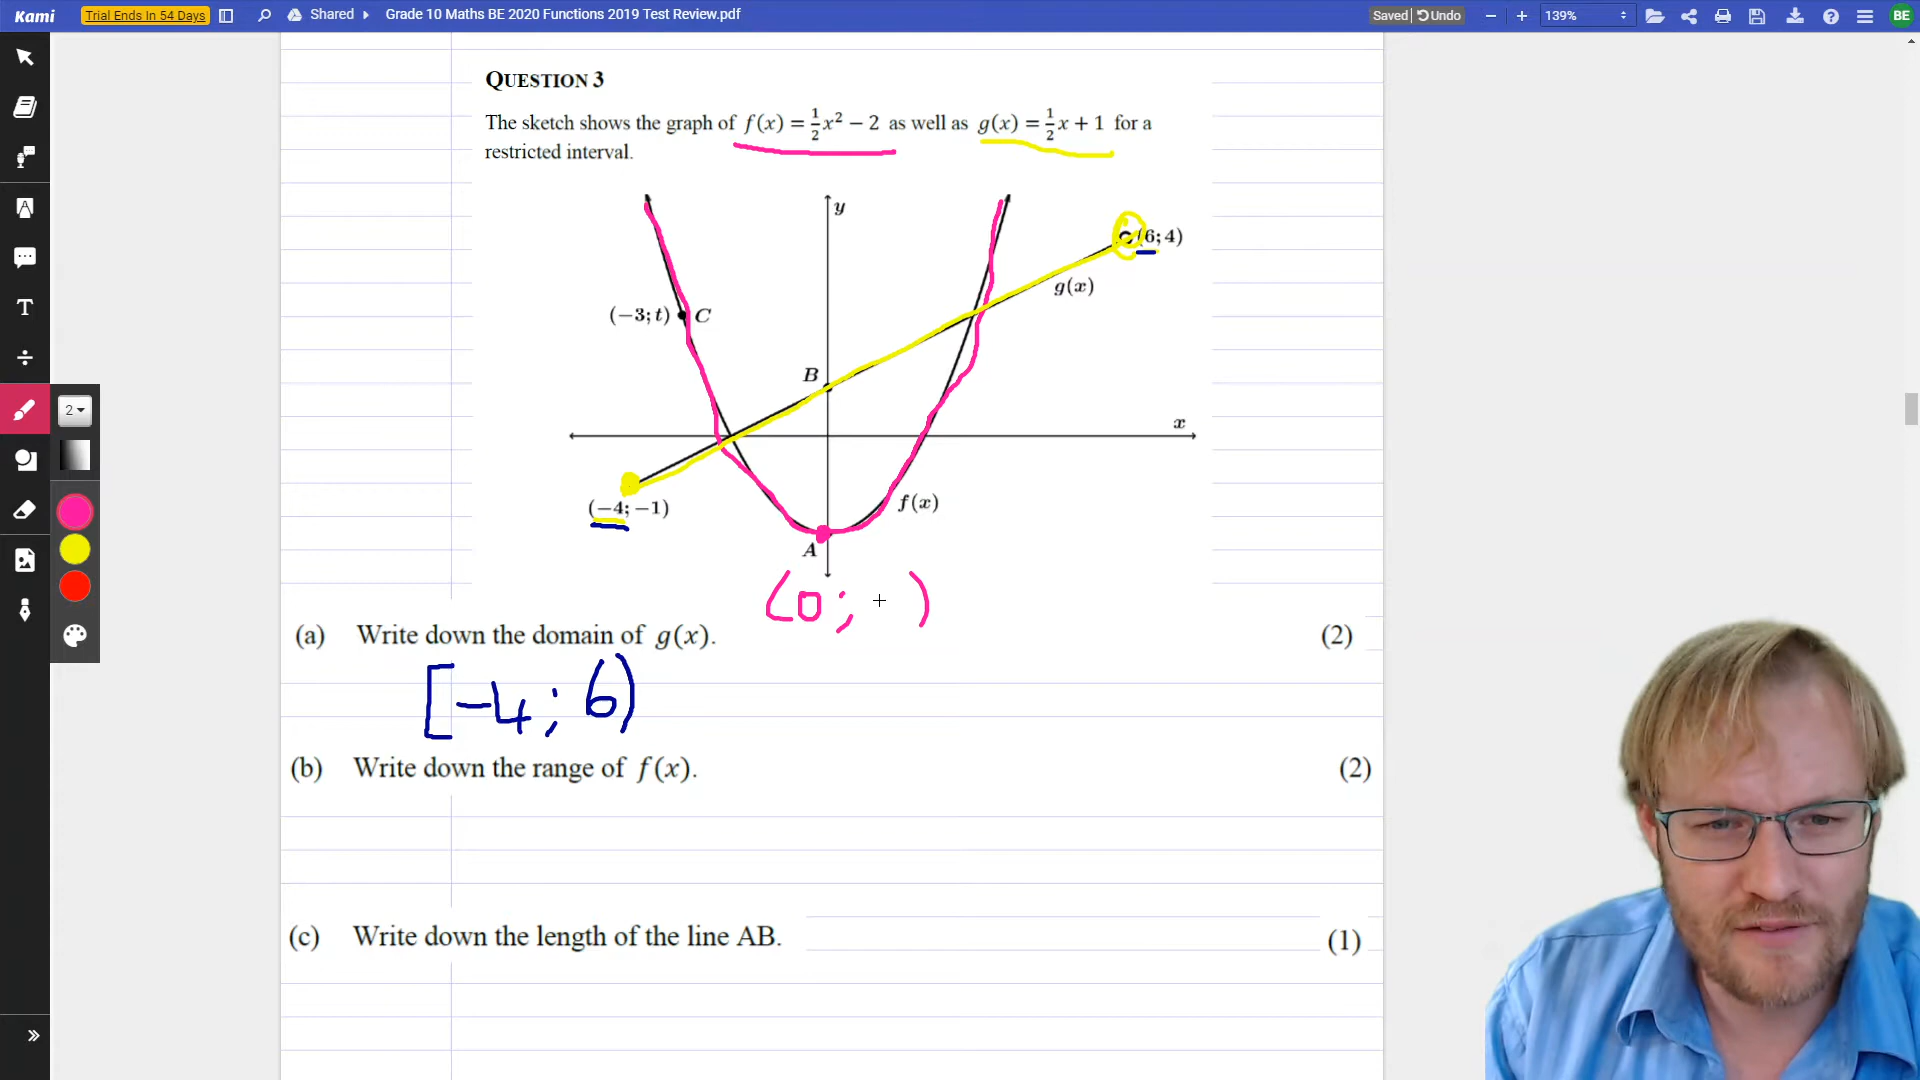 Kami
Trial Ends In 54 Days
Shared
Grade 10 Maths BE 2020 Functions 2019 Test Review.pdf
Saved
Undo
139%
BE
QUESTION 3
The sketch shows the graph of f(x) = 1/2 x² − 2 as well as g(x) = 1/2 x + 1 for a
restricted interval.
y
(6; 4)
g(x)
(−3; t) C
B
x
(−4; −1)
f(x)
A
(0; )
(a) Write down the domain of g(x). (2)
[-4; 6)
(b) Write down the range of f(x). (2)
(c) Write down the length of the line AB. (1)
2
T